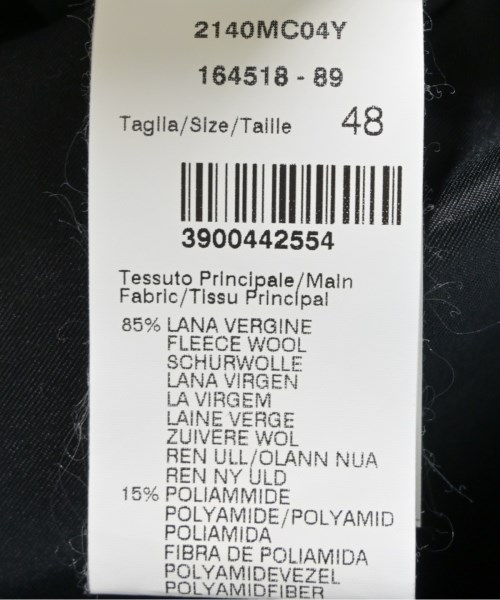 2140MC04Y
164518 - 89
Taglia/Size/Taille 48
3900442554
Tessuto Principale/Main
Fabric/Tissu Principal
85% LANA VERGINE
FLEECE WOOL
SCHURWOLLE
LANA VIRGEN
LA VIRGEM
LAINE VERGE
ZUIVERE WOL
REN ULL/OLANN NUA
REN NY ULD
15% POLIAMMIDE
POLYAMIDE/POLYAMID
POLIAMIDA
FIBRA DE POLIAMIDA
POLYAMIDEVEZEL
POLYAMIDFIBER